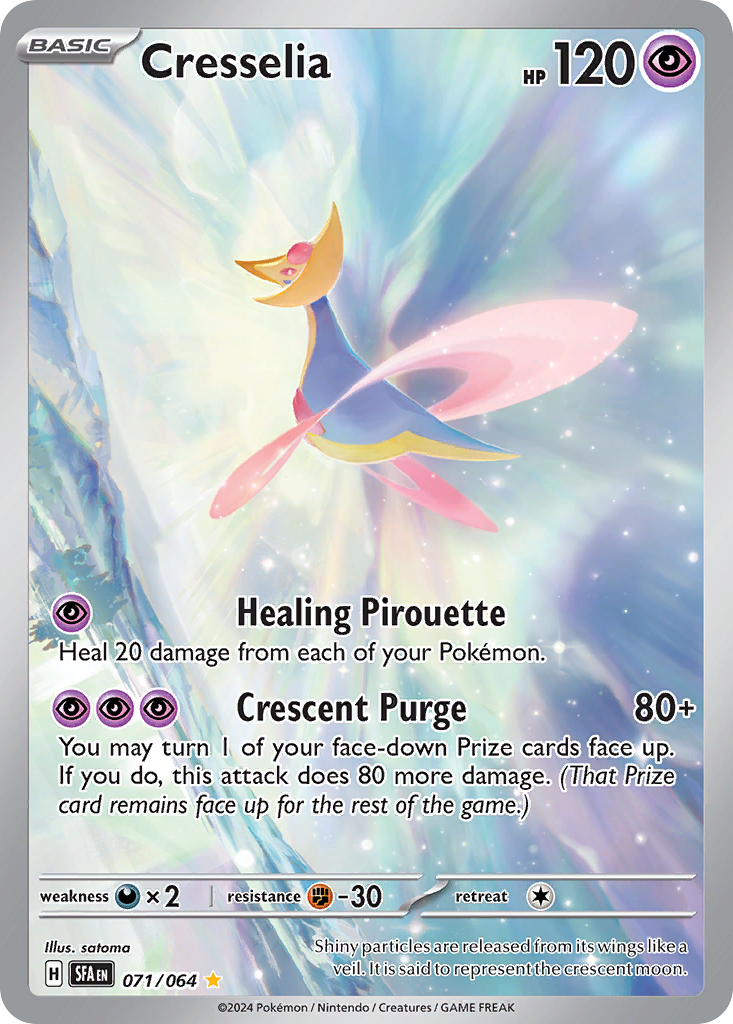 BASIC Cresselia HP 120
Healing Pirouette
Heal 20 damage from each of your Pokémon.
Crescent Purge 80+
You may turn 1 of your face-down Prize cards face up.
If you do, this attack does 80 more damage. (That Prize
card remains face up for the rest of the game.)
weakness ×2 resistance -30 retreat
Illus. satoma
Shiny particles are released from its wings like a
veil. It is said to represent the crescent moon.
H SFA EN 071/064
©2024 Pokémon / Nintendo / Creatures / GAME FREAK